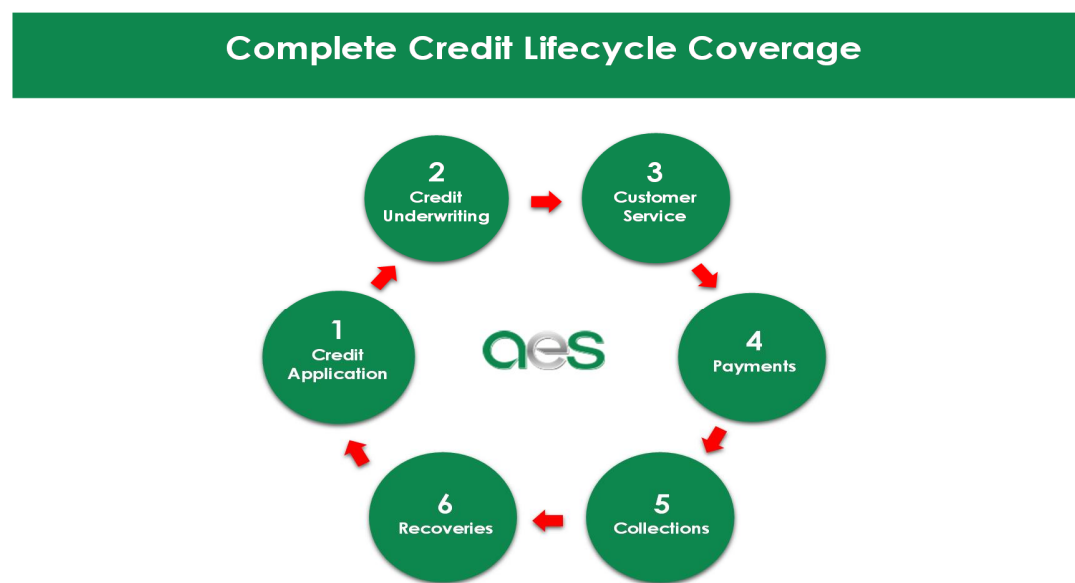 Complete Credit Lifecycle Coverage
2
Credit
Underwriting
3
Customer
Service
1
Credit
Application
aes
4
Payments
6
Recoveries
5
Collections